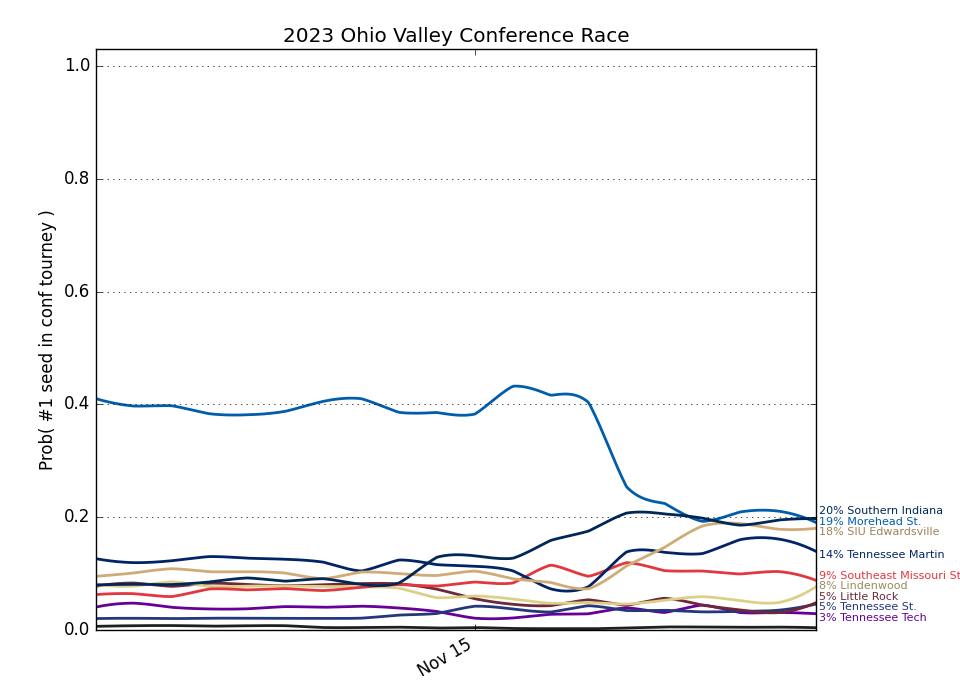 2023 Ohio Valley Conference Race
Prob( #1 seed in conf tourney )
1.0
0.8
0.6
0.4
0.2
0.0
Nov 15
20% Southern Indiana
19% Morehead St.
18% SIU Edwardsville
14% Tennessee Martin
9% Southeast Missouri St
8% Lindenwood
5% Little Rock
5% Tennessee St.
3% Tennessee Tech